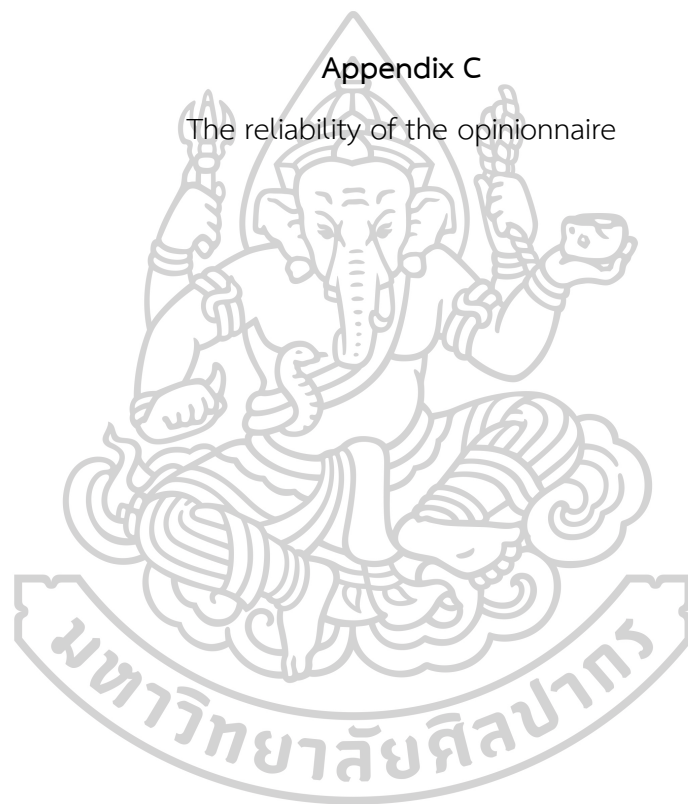 Appendix C
The reliability of the opinionnaire
มหาวิทยาลัยศิลปากร